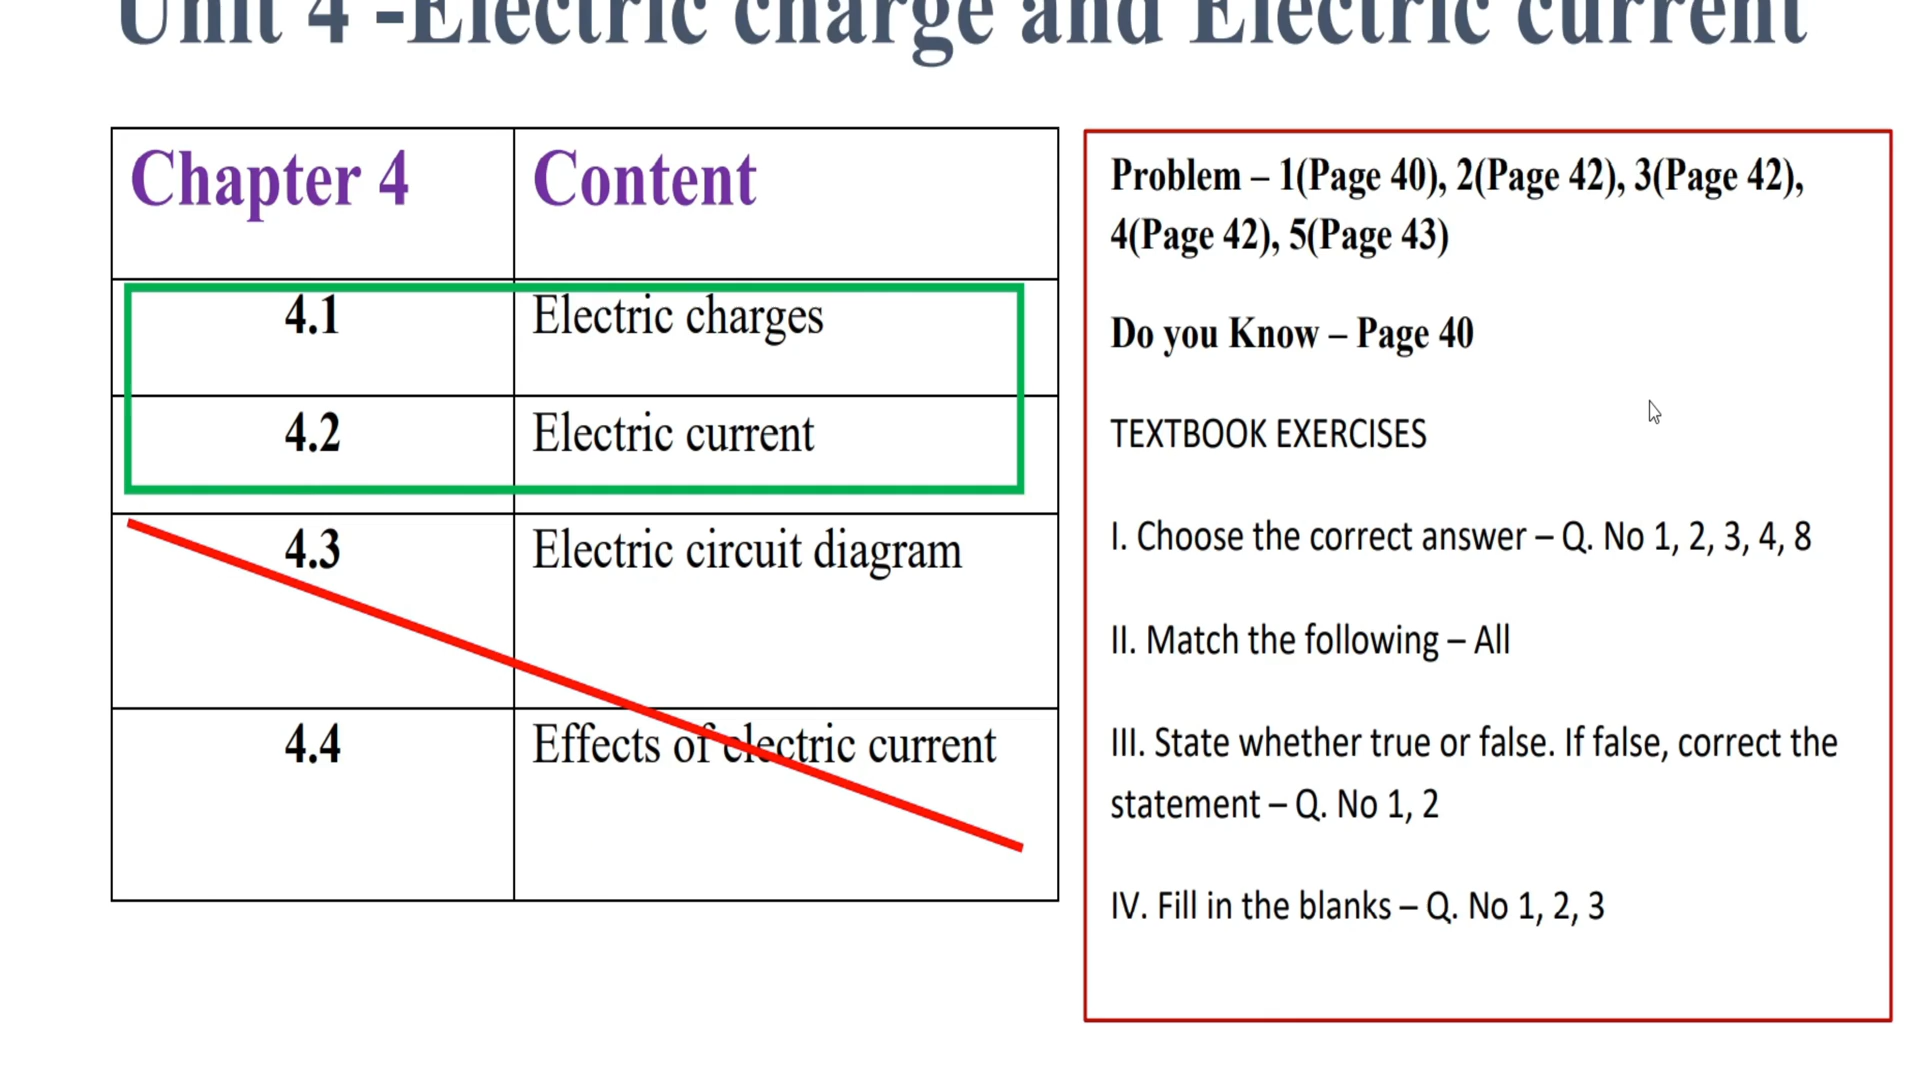 Unit 4 -Electric charge and Electric current
Chapter 4
Content
4.1
Electric charges
4.2
Electric current
4.3
Electric circuit diagram
4.4
Effects of electric current
Problem – 1(Page 40), 2(Page 42), 3(Page 42),
4(Page 42), 5(Page 43)
Do you Know – Page 40
TEXTBOOK EXERCISES
I. Choose the correct answer – Q. No 1, 2, 3, 4, 8
II. Match the following – All
III. State whether true or false. If false, correct the
statement – Q. No 1, 2
IV. Fill in the blanks – Q. No 1, 2, 3